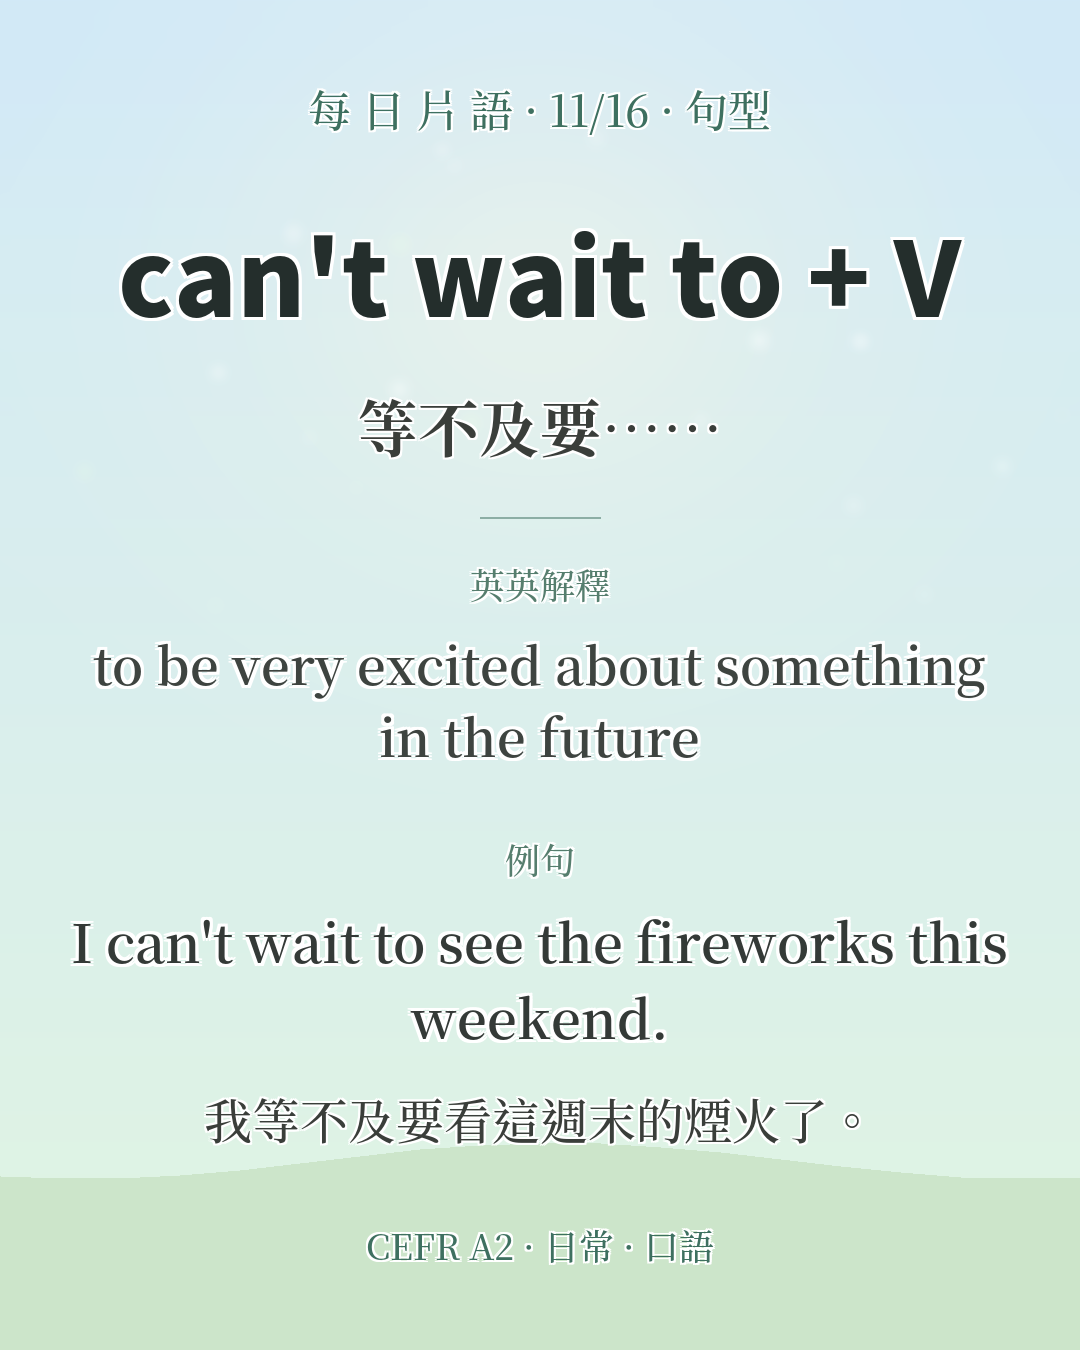 每日片語 · 11/16 · 句型
can't wait to + V
等不及要……
英英解釋
to be very excited about something
in the future
例句
I can't wait to see the fireworks this
weekend.
我等不及要看這週末的煙火了。
CEFR A2 · 日常 · 口語